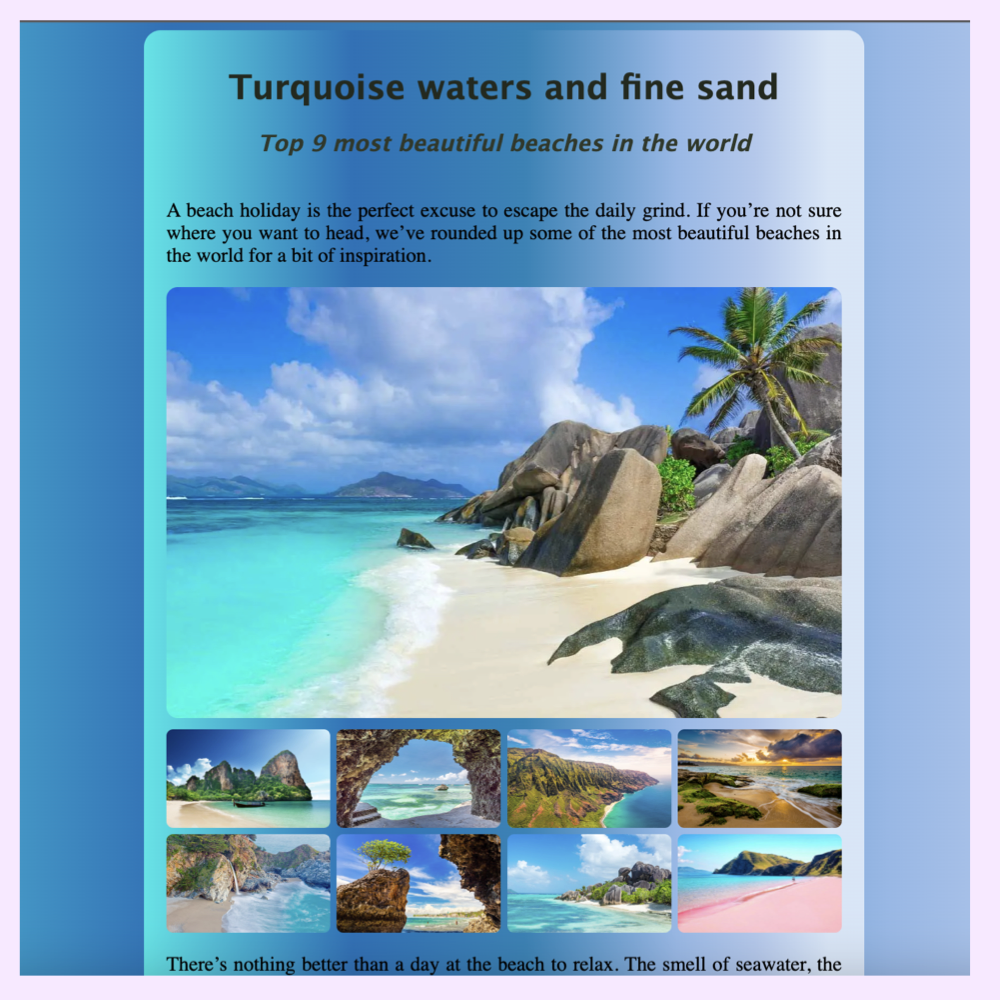 Turquoise waters and fine sand
Top 9 most beautiful beaches in the world
A beach holiday is the perfect excuse to escape the daily grind. If you’re not sure
where you want to head, we’ve rounded up some of the most beautiful beaches in
the world for a bit of inspiration.
There’s nothing better than a day at the beach to relax. The smell of seawater, the